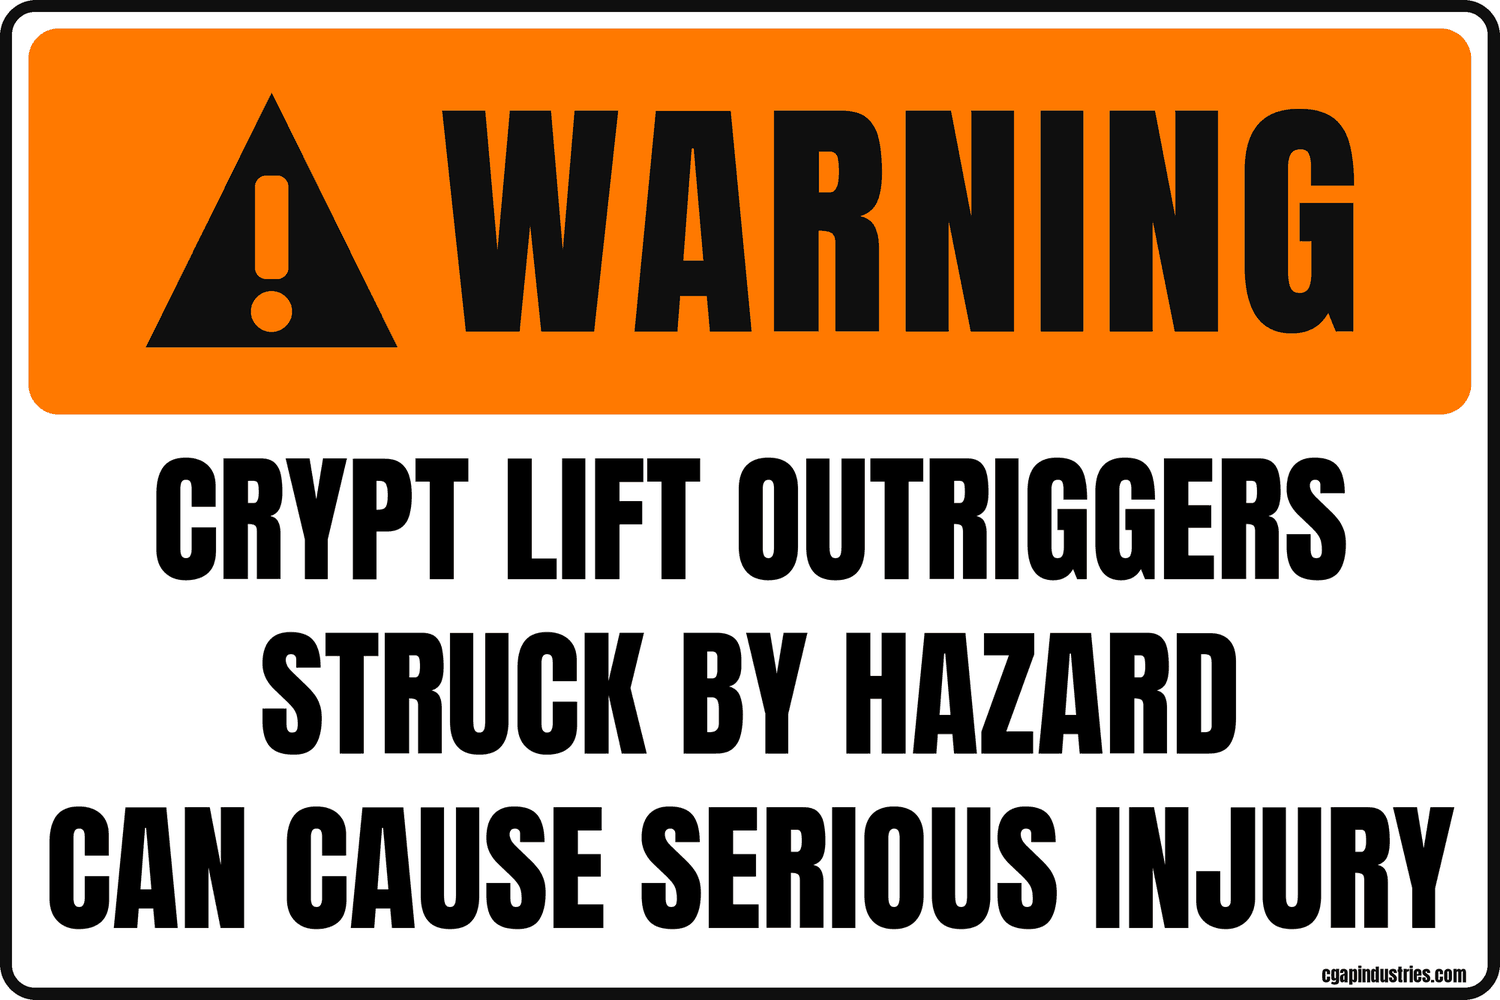 WARNING
CRYPT LIFT OUTRIGGERS
STRUCK BY HAZARD
CAN CAUSE SERIOUS INJURY
cgapindustries.com